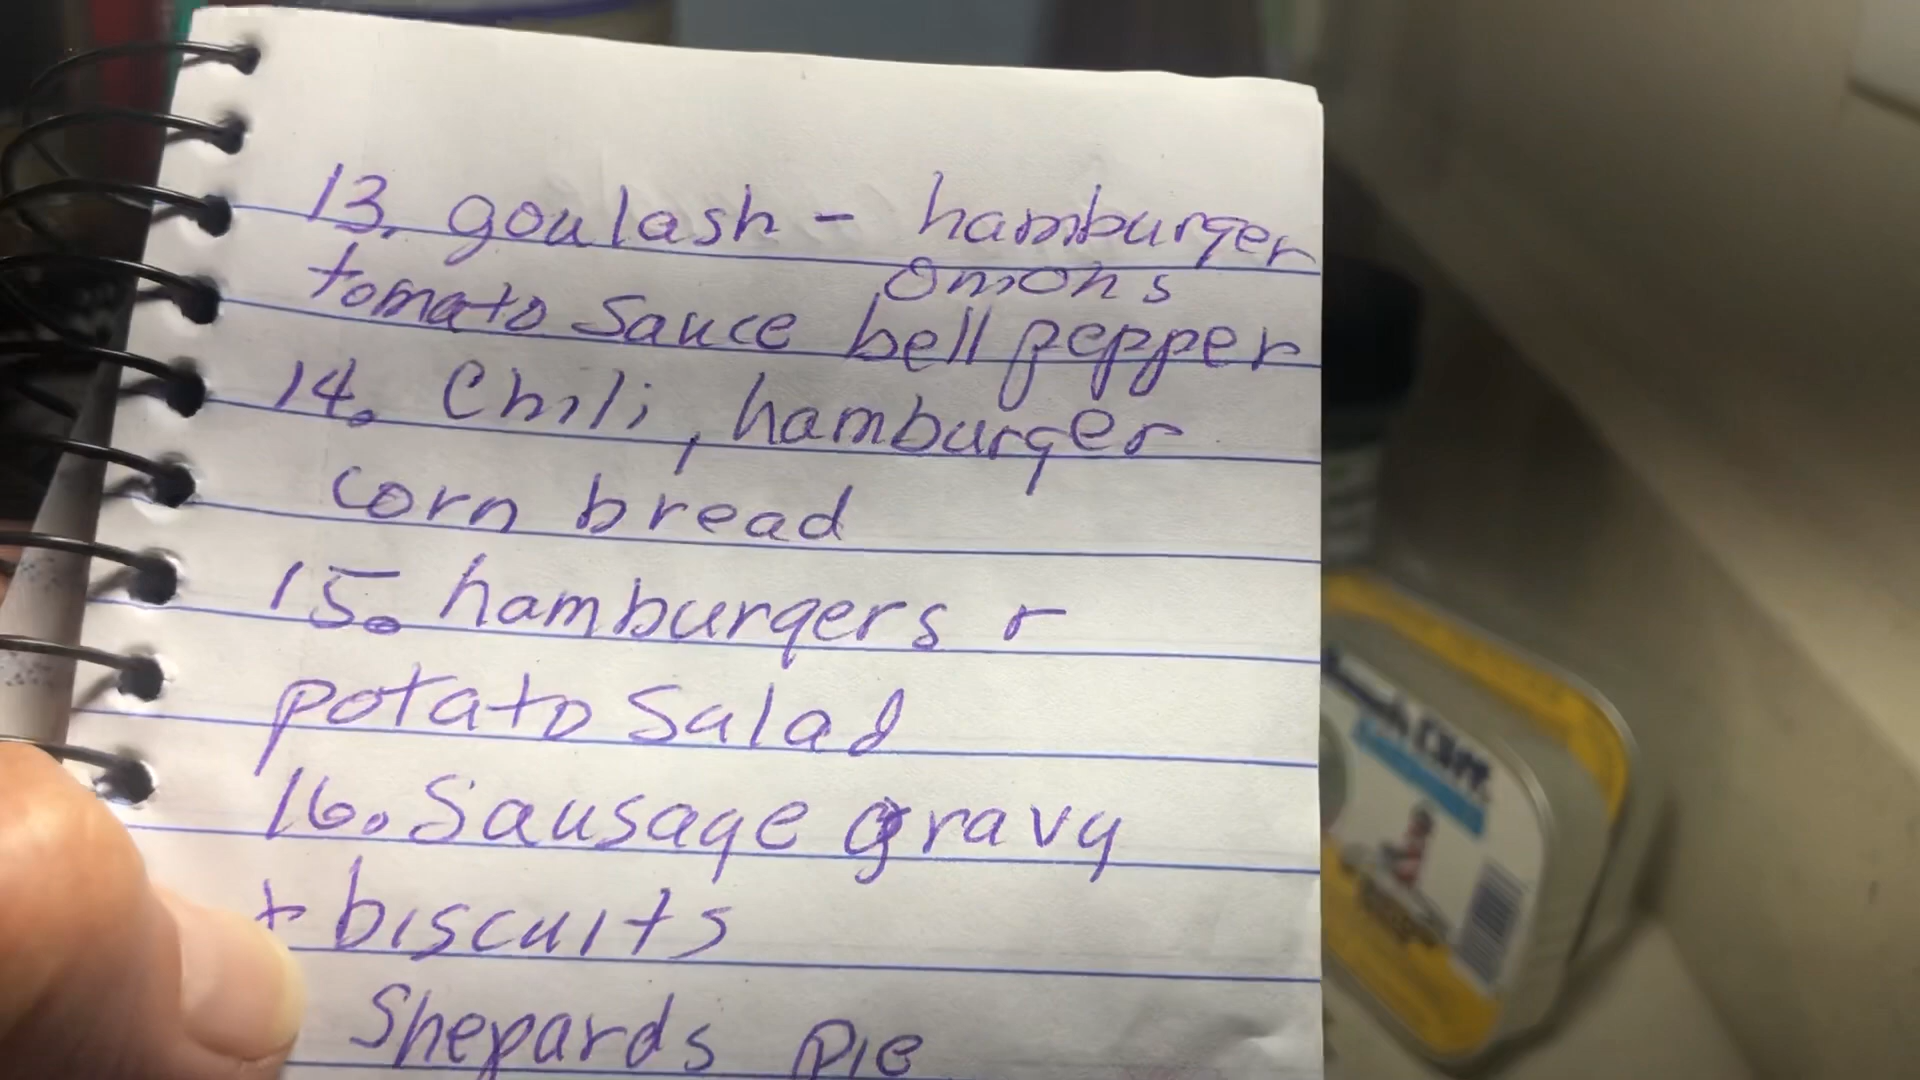 13. goulash - hamburger
onions
tomato sauce bell pepper
14. Chili, hamburger
corn bread
15. hamburgers +
potato salad
16. Sausage gravy
+ biscuits
Shepards pie